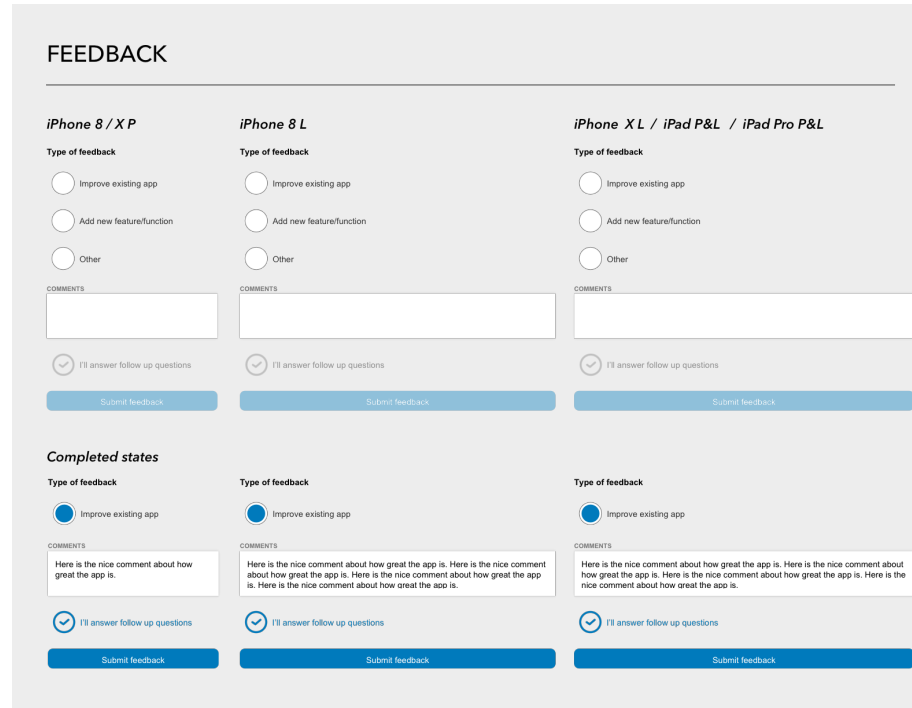 FEEDBACK
iPhone 8 / X P
Type of feedback
Improve existing app
Add new feature/function
Other
COMMENTS
I'll answer follow up questions
Submit feedback
iPhone 8 L
Type of feedback
Improve existing app
Add new feature/function
Other
COMMENTS
I'll answer follow up questions
Submit feedback
iPhone X L / iPad P&L / iPad Pro P&L
Type of feedback
Improve existing app
Add new feature/function
Other
COMMENTS
I'll answer follow up questions
Submit feedback
Completed states
Type of feedback
Improve existing app
COMMENTS
Here is the nice comment about how
great the app is.
I'll answer follow up questions
Submit feedback
Type of feedback
Improve existing app
COMMENTS
Here is the nice comment about how great the app is. Here is the nice comment
about how great the app is. Here is the nice comment about how great the app
is. Here is the nice comment about how great the app is.
I'll answer follow up questions
Submit feedback
Type of feedback
Improve existing app
COMMENTS
Here is the nice comment about how great the app is. Here is the nice comment about
how great the app is. Here is the nice comment about how great the app is. Here is the
nice comment about how great the app is.
I'll answer follow up questions
Submit feedback